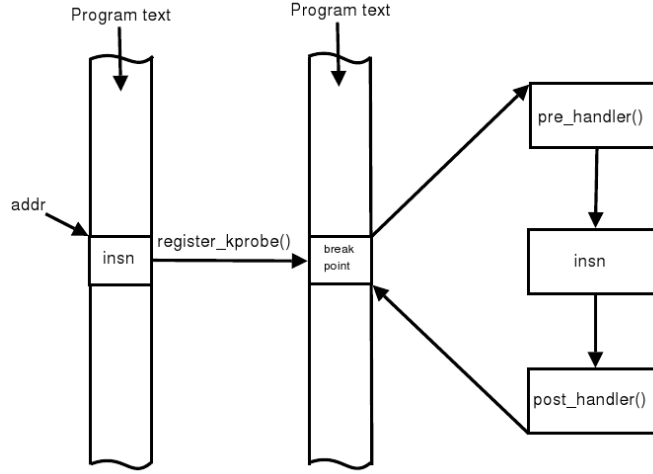 Program text
Program text
pre_handler()
addr
register_kprobe()
insn
break
point
insn
post_handler()